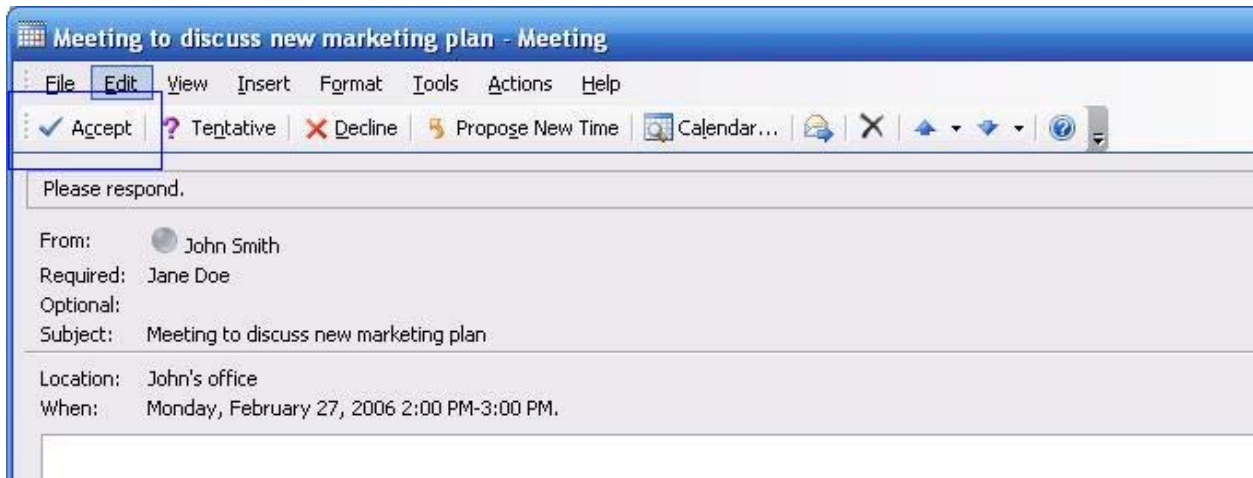 Meeting to discuss new marketing plan - Meeting
File Edit View Insert Format Tools Actions Help
Accept ? Tentative Decline Propose New Time Calendar... ?
Please respond.
From: John Smith
Required: Jane Doe
Optional:
Subject: Meeting to discuss new marketing plan
Location: John's office
When: Monday, February 27, 2006 2:00 PM-3:00 PM.